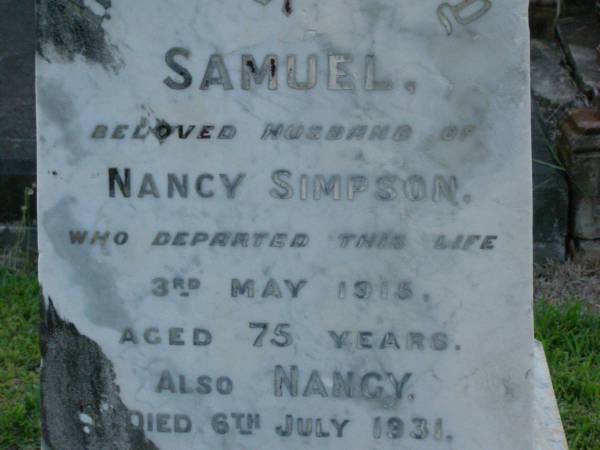 SAMUEL,
BELOVED HUSBAND OF
NANCY SIMPSON,
WHO DEPARTED THIS LIFE
3RD MAY 1915,
AGED 75 YEARS.
ALSO NANCY,
DIED 6TH JULY 1931.